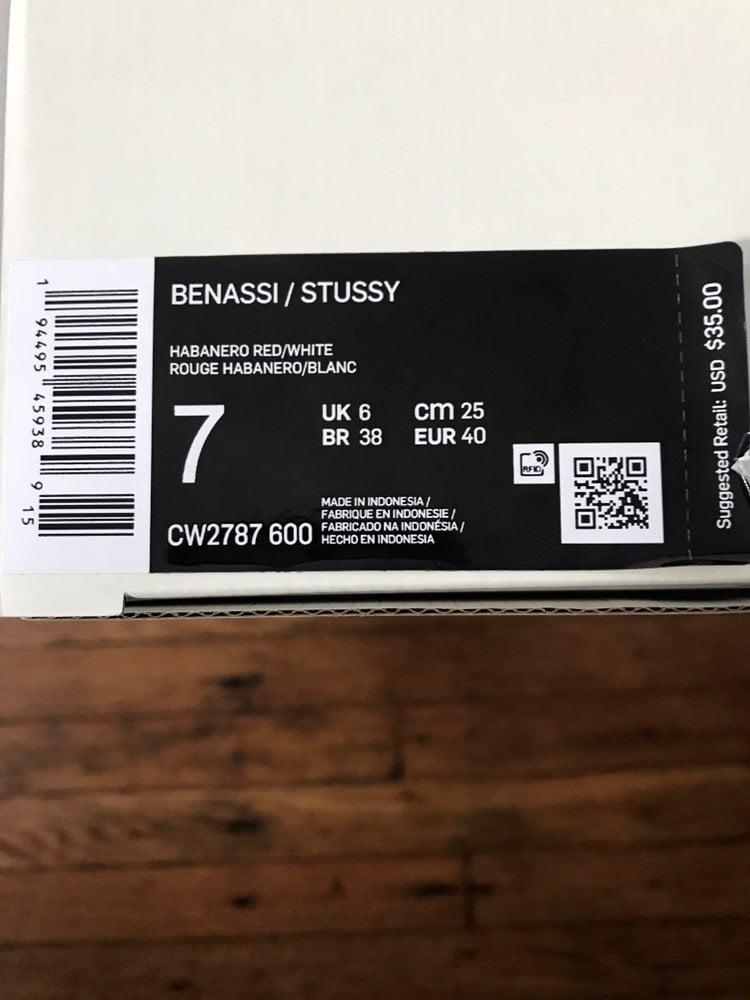 1 94495 45938 9 15
BENASSI / STUSSY
HABANERO RED/WHITE
ROUGE HABANERO/BLANC
7
UK 6 cm 25
BR 38 EUR 40
RFID
CW2787 600
MADE IN INDONESIA /
FABRIQUE EN INDONESIE /
FABRICADO NA INDONÉSIA /
HECHO EN INDONESIA
Suggested Retail: USD $35.00